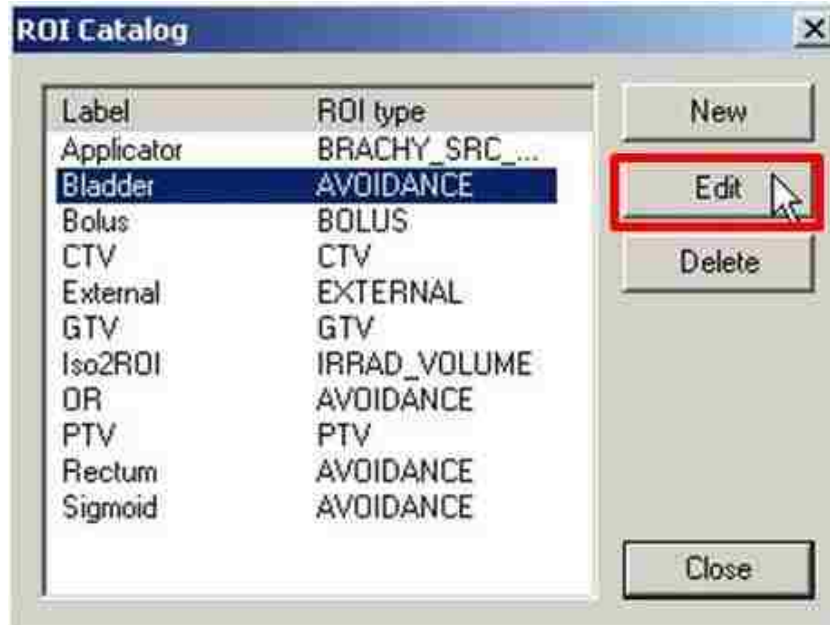 ROI Catalog
Label ROI type
Applicator BRACHY_SRC_...
Bladder AVOIDANCE
Bolus BOLUS
CTV CTV
External EXTERNAL
GTV GTV
Iso2ROI IRRAD_VOLUME
OR AVOIDANCE
PTV PTV
Rectum AVOIDANCE
Sigmoid AVOIDANCE
New
Edit
Delete
Close